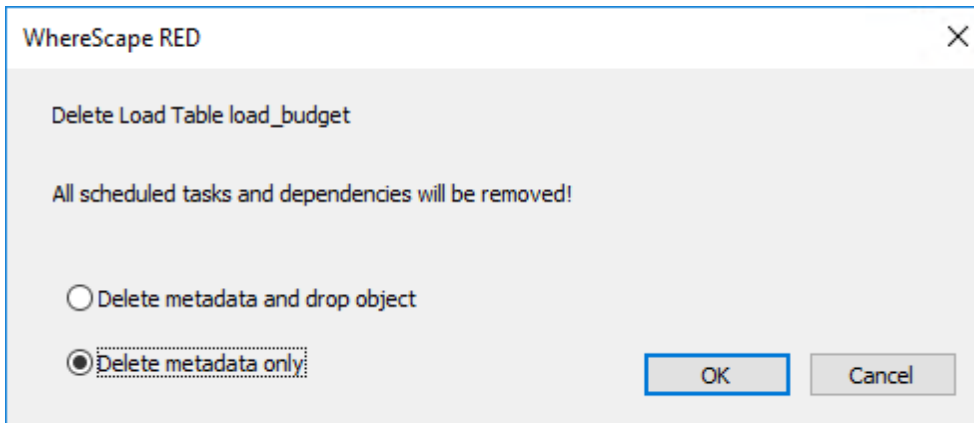 WhereScape RED
Delete Load Table load_budget
All scheduled tasks and dependencies will be removed!
Delete metadata and drop object
Delete metadata only
OK
Cancel